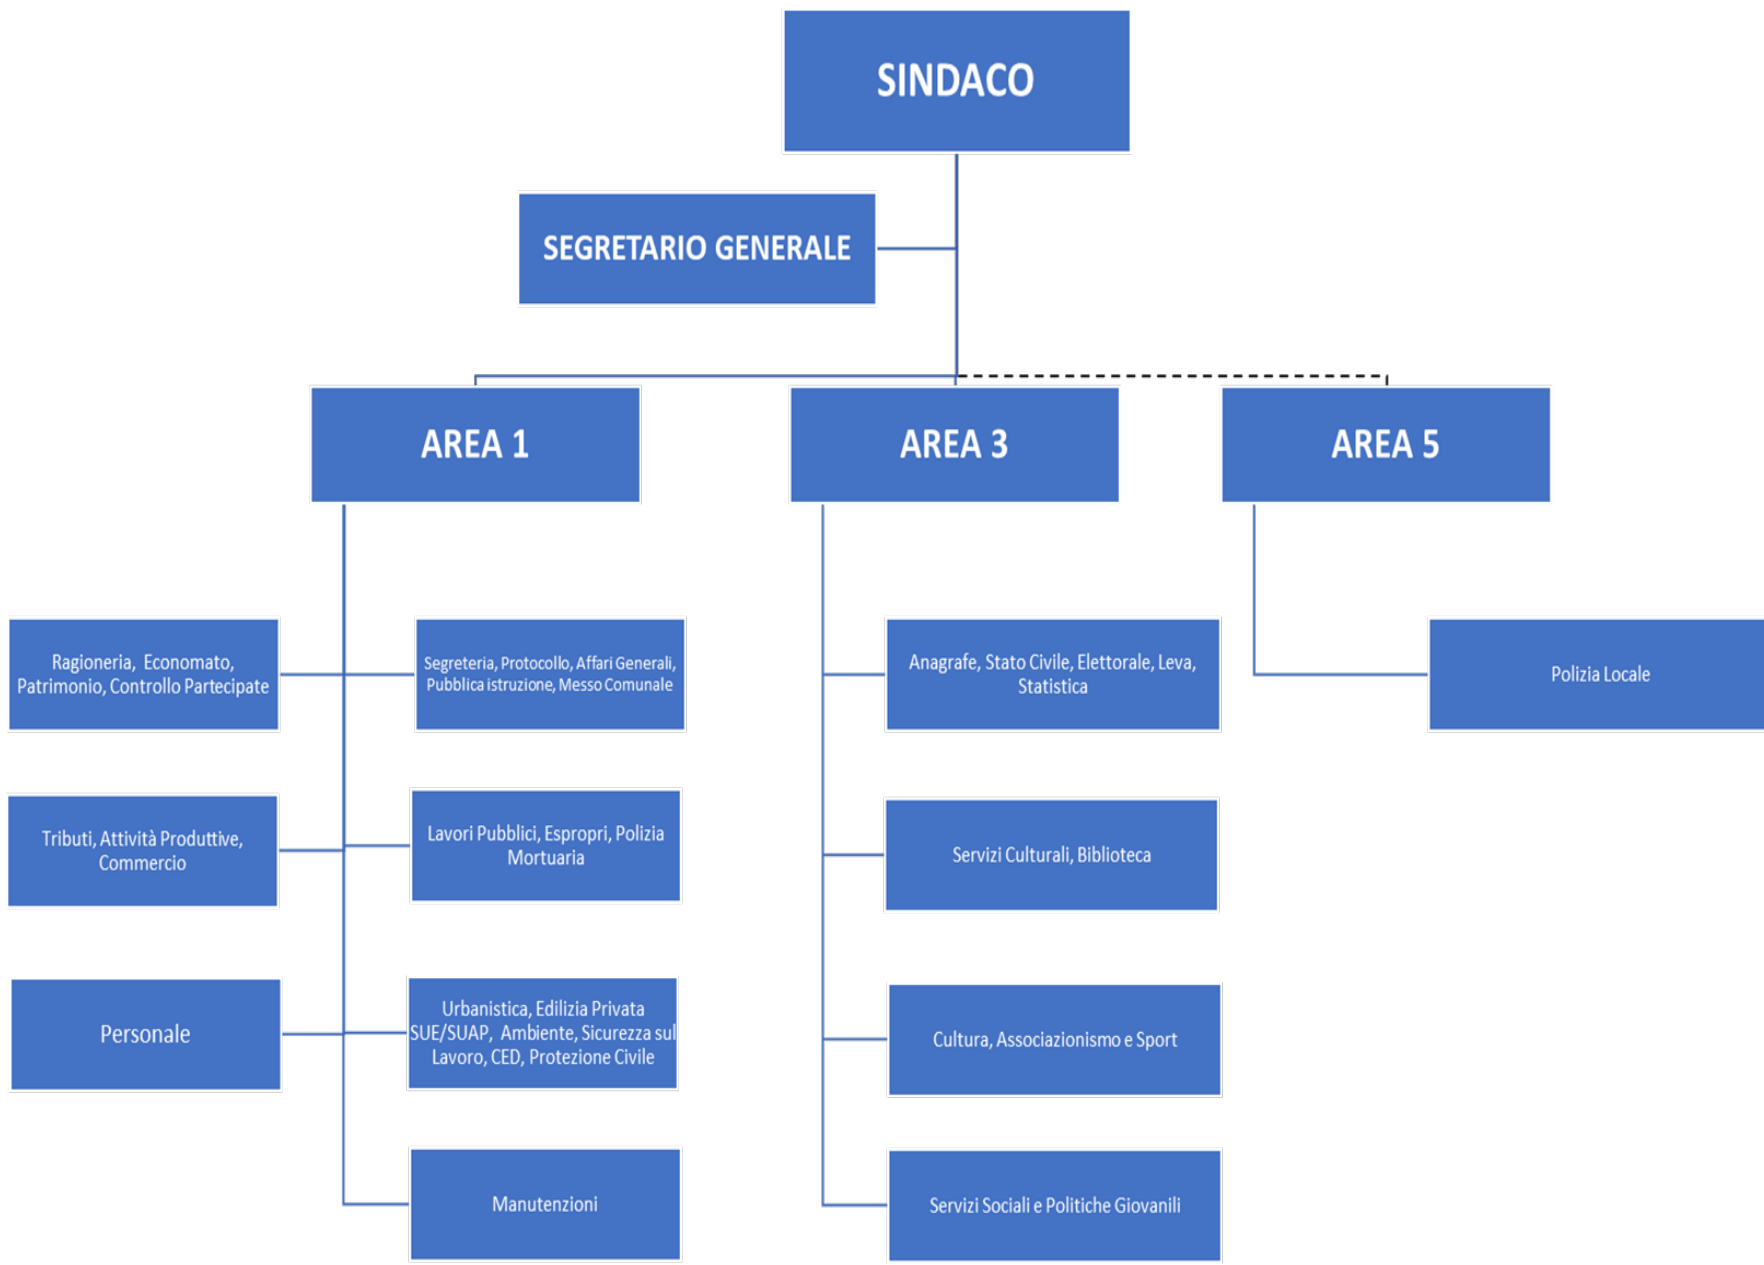 SINDACO
SEGRETARIO GENERALE
AREA 1
AREA 3
AREA 5
Ragioneria, Economato,
Patrimonio, Controllo Partecipate
Segreteria, Protocollo, Affari Generali,
Pubblica istruzione, Messo Comunale
Anagrafe, Stato Civile, Elettorale, Leva,
Statistica
Polizia Locale
Tributi, Attività Produttive,
Commercio
Lavori Pubblici, Espropri, Polizia
Mortuaria
Servizi Culturali, Biblioteca
Personale
Urbanistica, Edilizia Privata
SUE/SUAP, Ambiente, Sicurezza sul
Lavoro, CED, Protezione Civile
Cultura, Associazionismo e Sport
Manutenzioni
Servizi Sociali e Politiche Giovanili